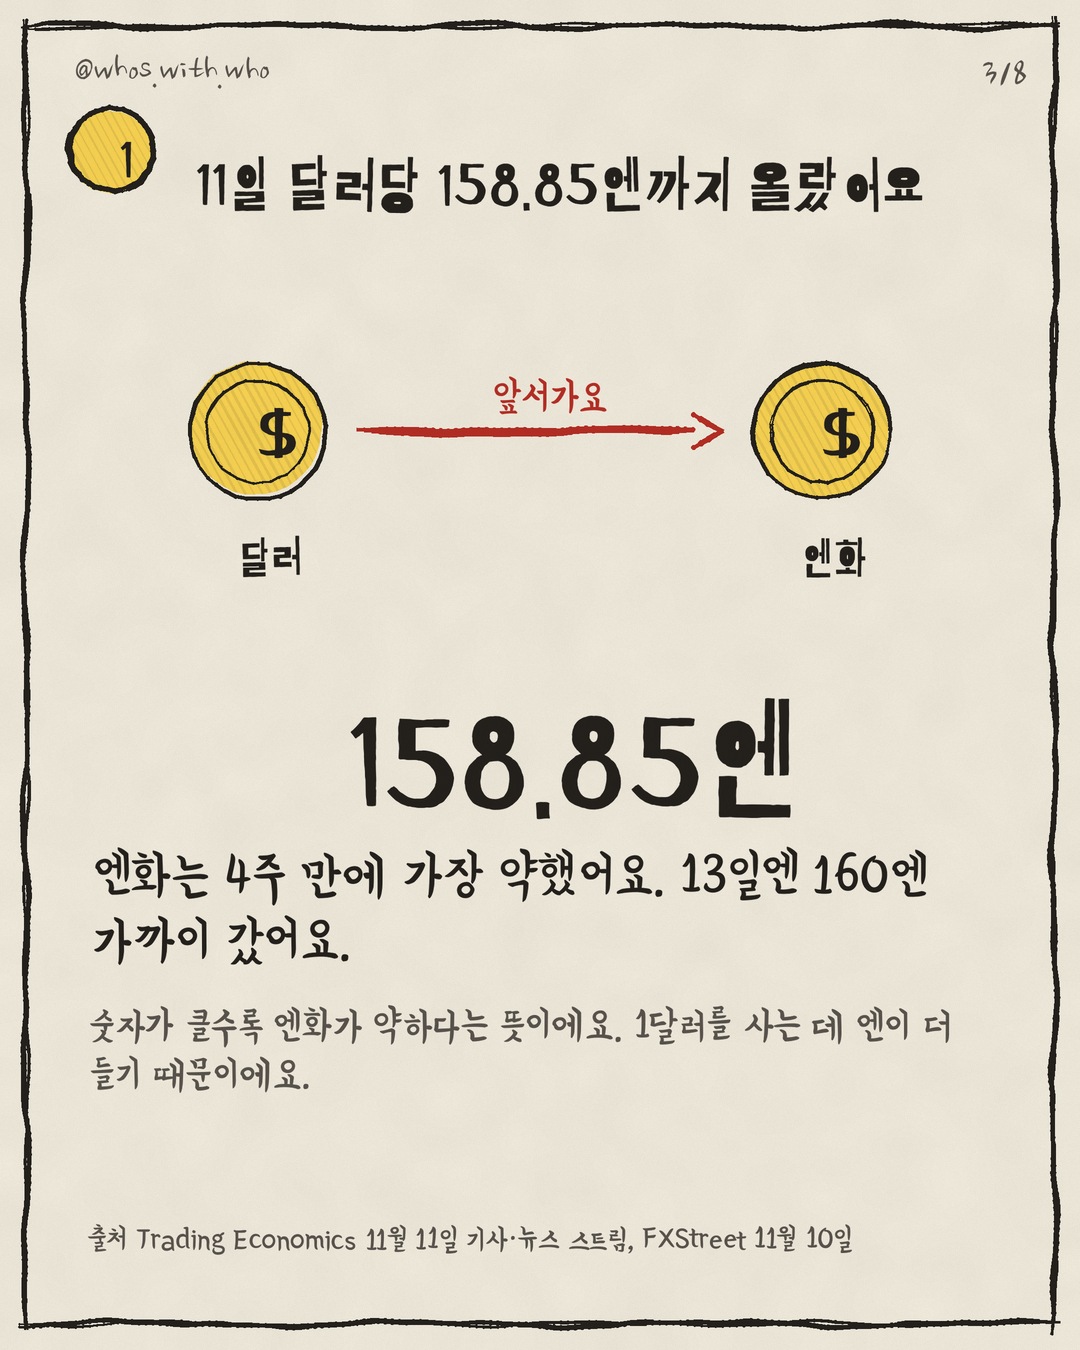 @whos.with.who
3/8
1
11일 달러당 158.85엔까지 올랐어요
앞서가요
$
$
달러
엔화
158.85엔
엔화는 4주 만에 가장 약했어요. 13일엔 160엔
가까이 갔어요.
숫자가 클수록 엔화가 약하다는 뜻이에요. 1달러를 사는 데 엔이 더
들기 때문이에요.
출처 Trading Economics 11월 11일 기사·뉴스 스트림, FXStreet 11월 10일